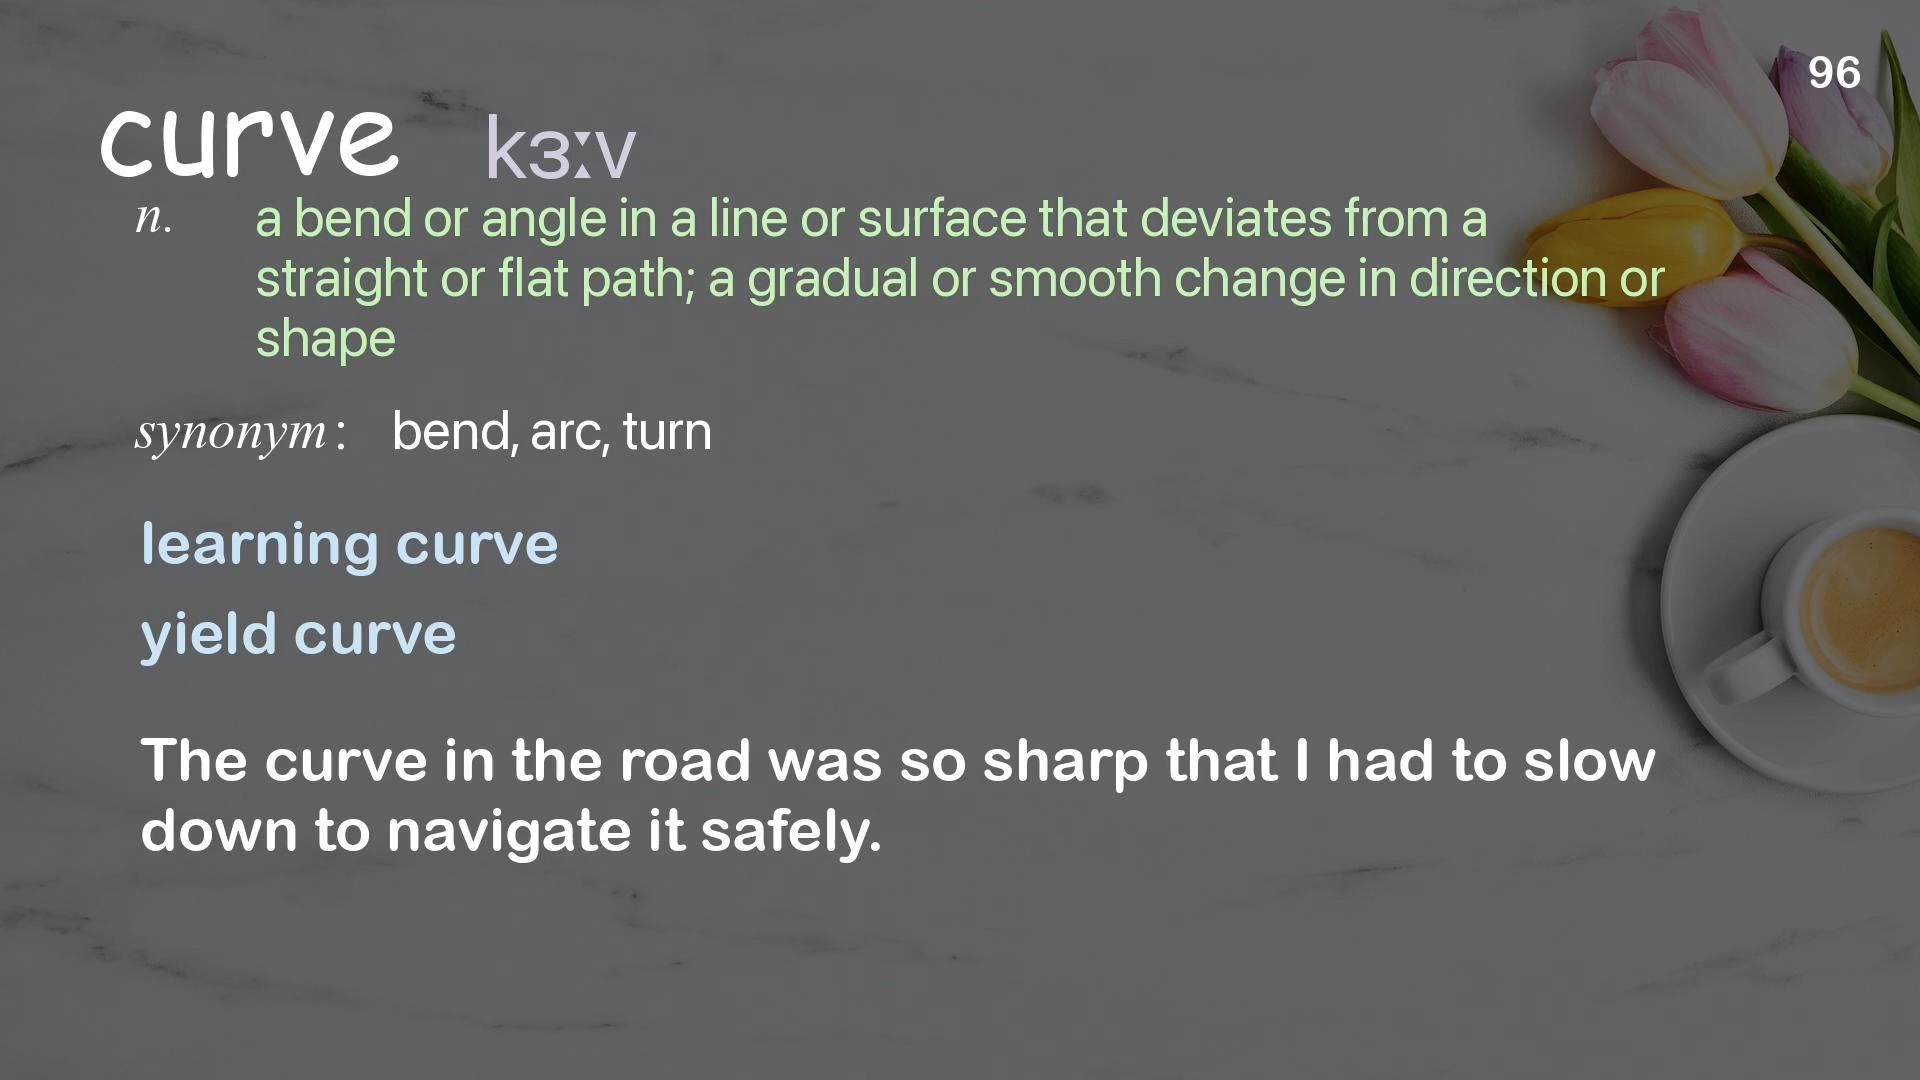 96
curve kɜːv
n. a bend or angle in a line or surface that deviates from a
straight or flat path; a gradual or smooth change in direction or
shape
synonym: bend, arc, turn
learning curve
yield curve
The curve in the road was so sharp that I had to slow
down to navigate it safely.